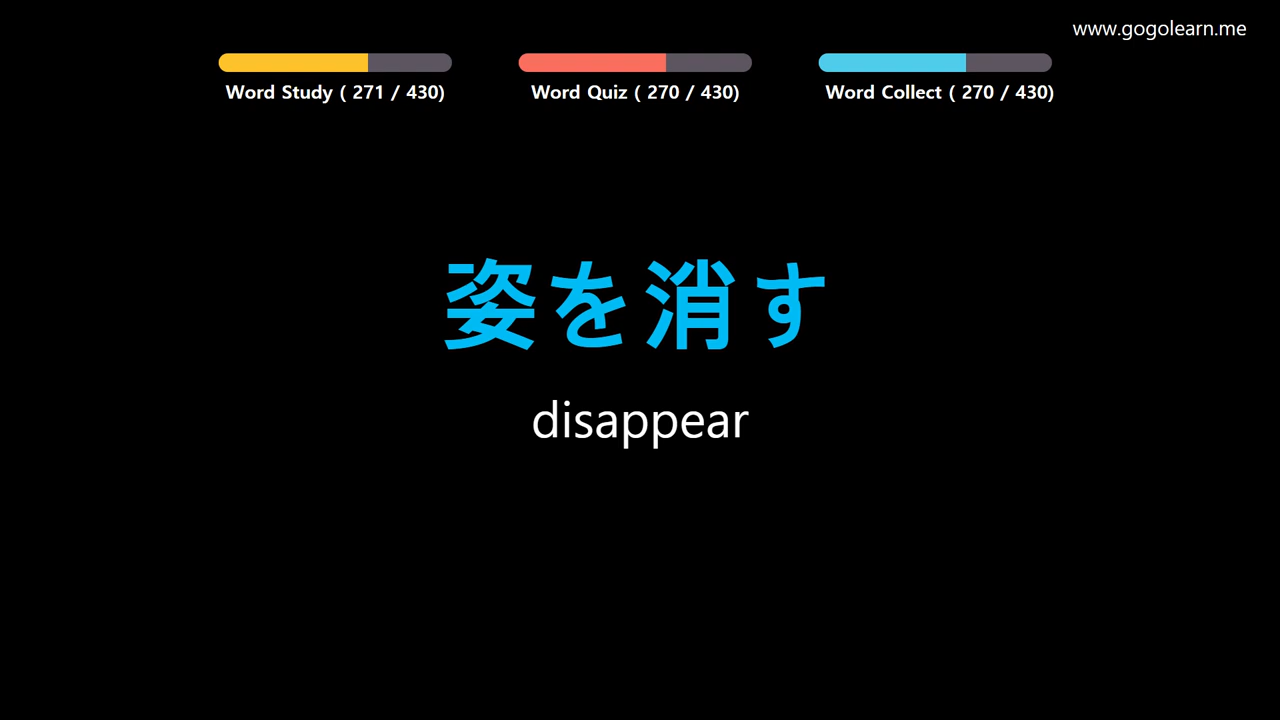 www.gogolearn.me
Word Study ( 271 / 430)
Word Quiz ( 270 / 430)
Word Collect ( 270 / 430)
姿を消す
disappear